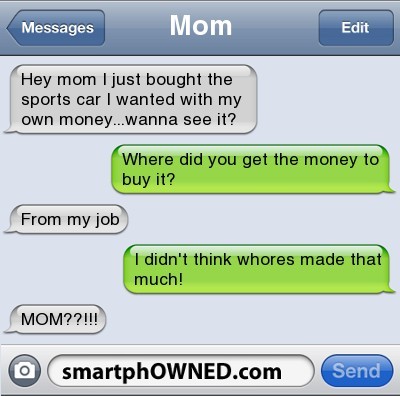 Messages
Mom
Edit
Hey mom I just bought the
sports car I wanted with my
own money...wanna see it?
Where did you get the money to
buy it?
From my job
I didn't think whores made that
much!
MOM??!!!
smartphOWNED.com
Send